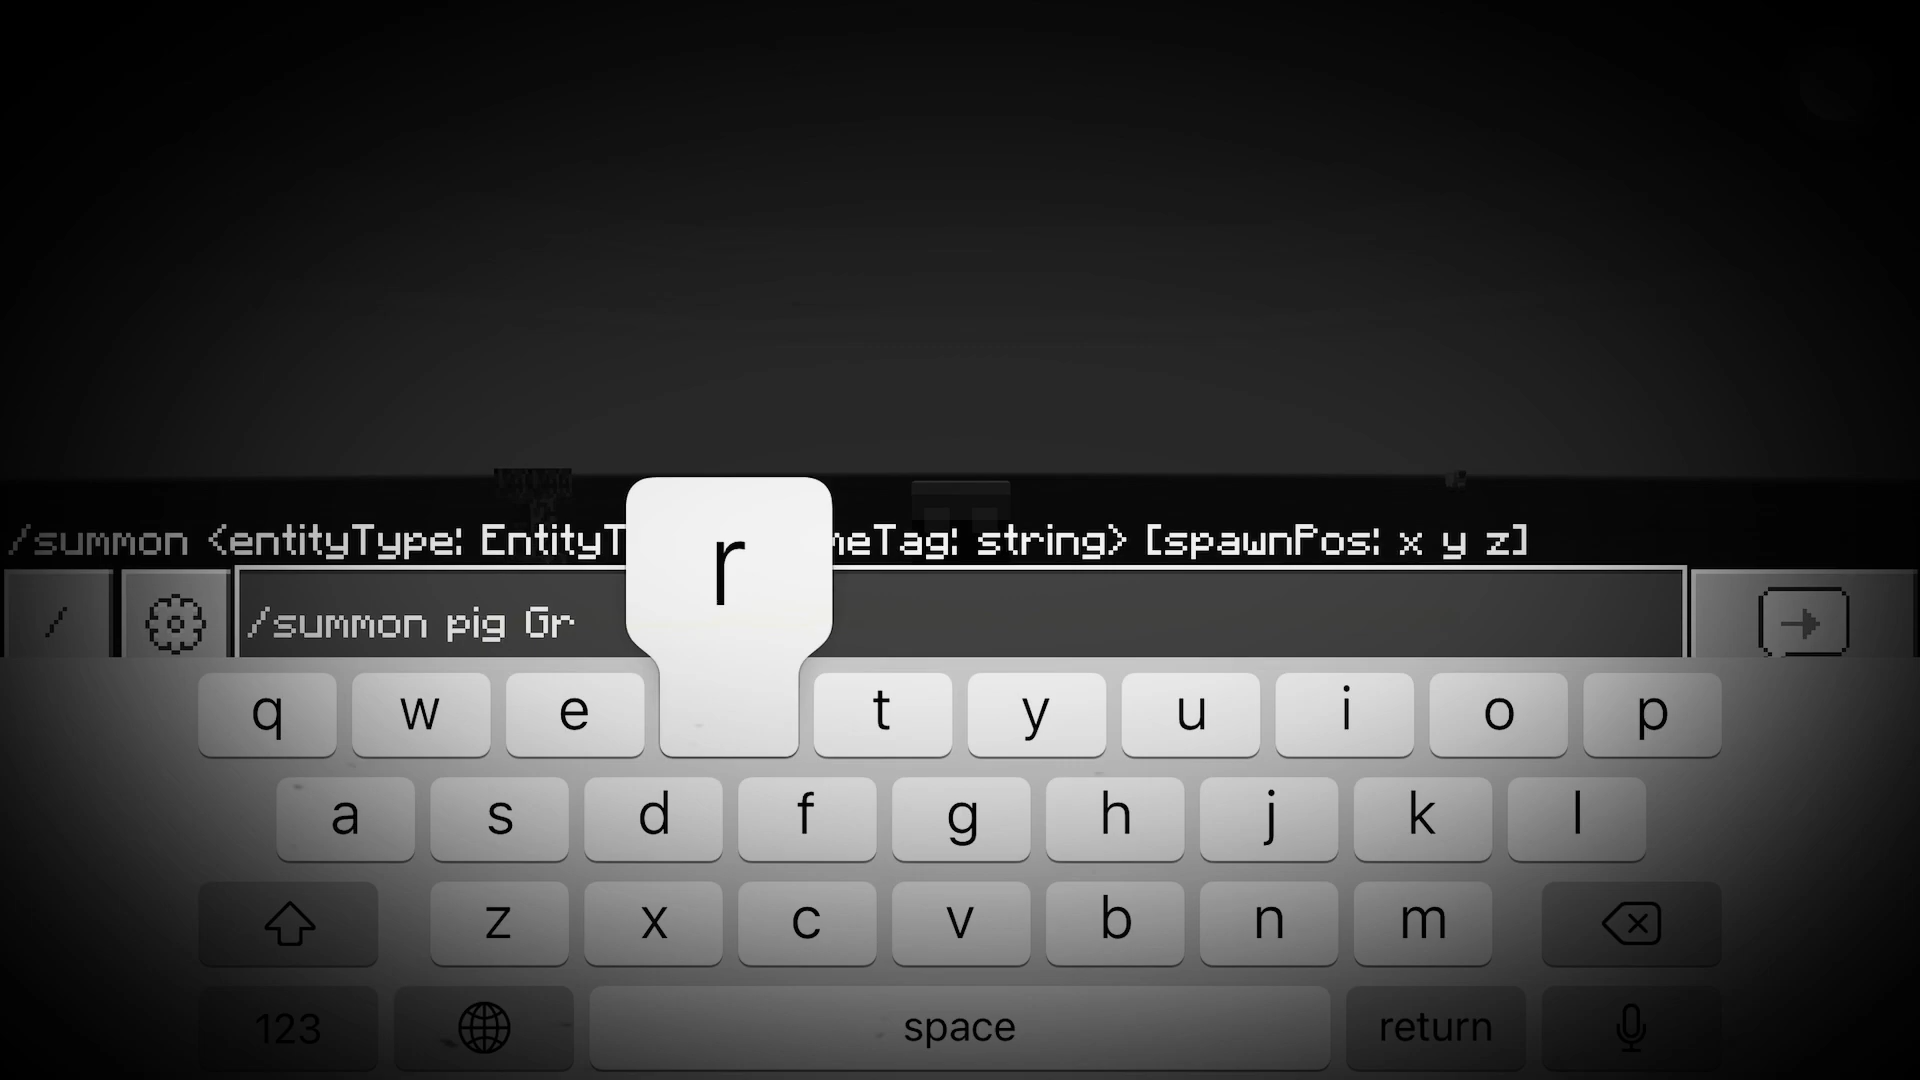 /summon <entityType: EntityT meTag: string> [spawnPos: x y z]
/
/summon pig Gr
r
q w e t y u i o p
a s d f g h j k l
z x c v b n m
123 space return